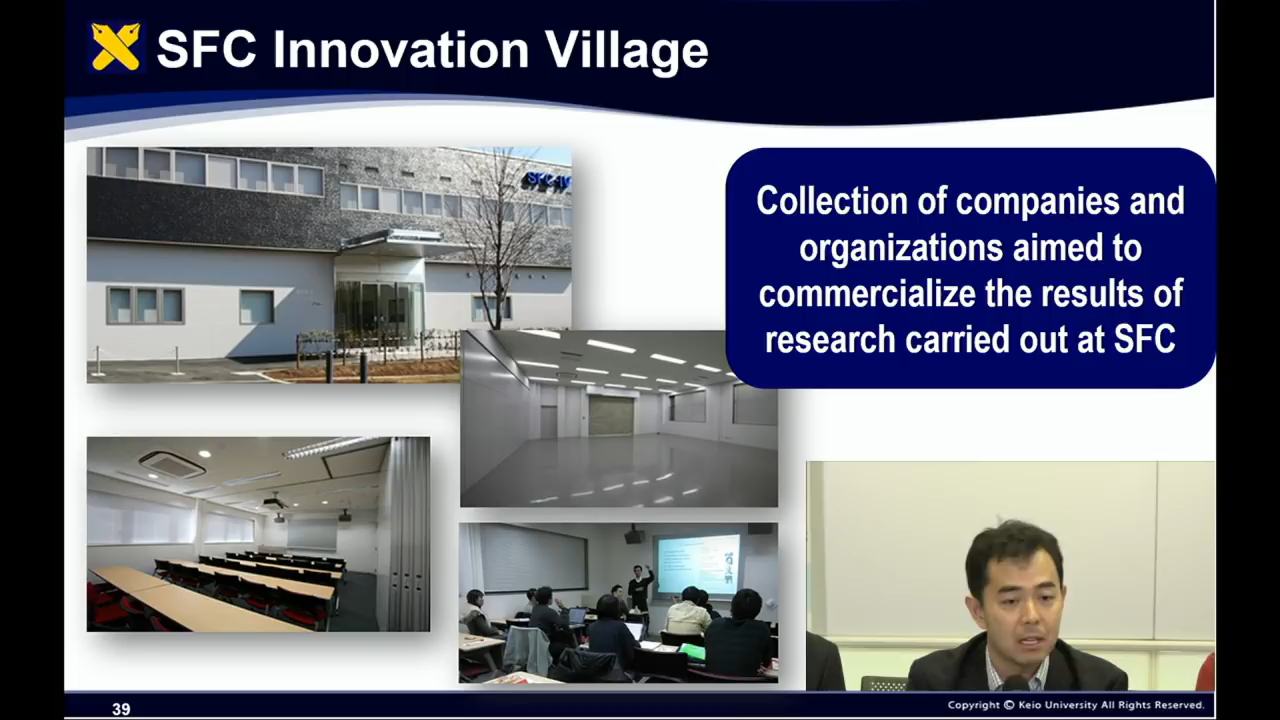 SFC Innovation Village
Collection of companies and
organizations aimed to
commercialize the results of
research carried out at SFC
39
Copyright © Keio University All Rights Reserved.